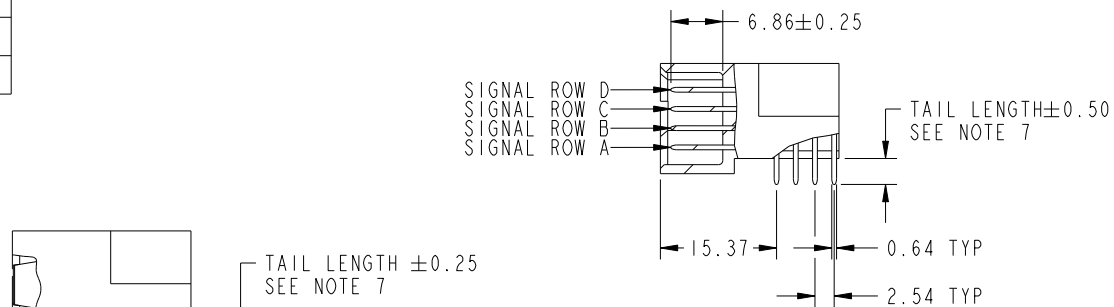 6.86±0.25
SIGNAL ROW D
SIGNAL ROW C
SIGNAL ROW B
SIGNAL ROW A
TAIL LENGTH±0.50
SEE NOTE 7
15.37
0.64 TYP
TAIL LENGTH ±0.25
SEE NOTE 7
2.54 TYP